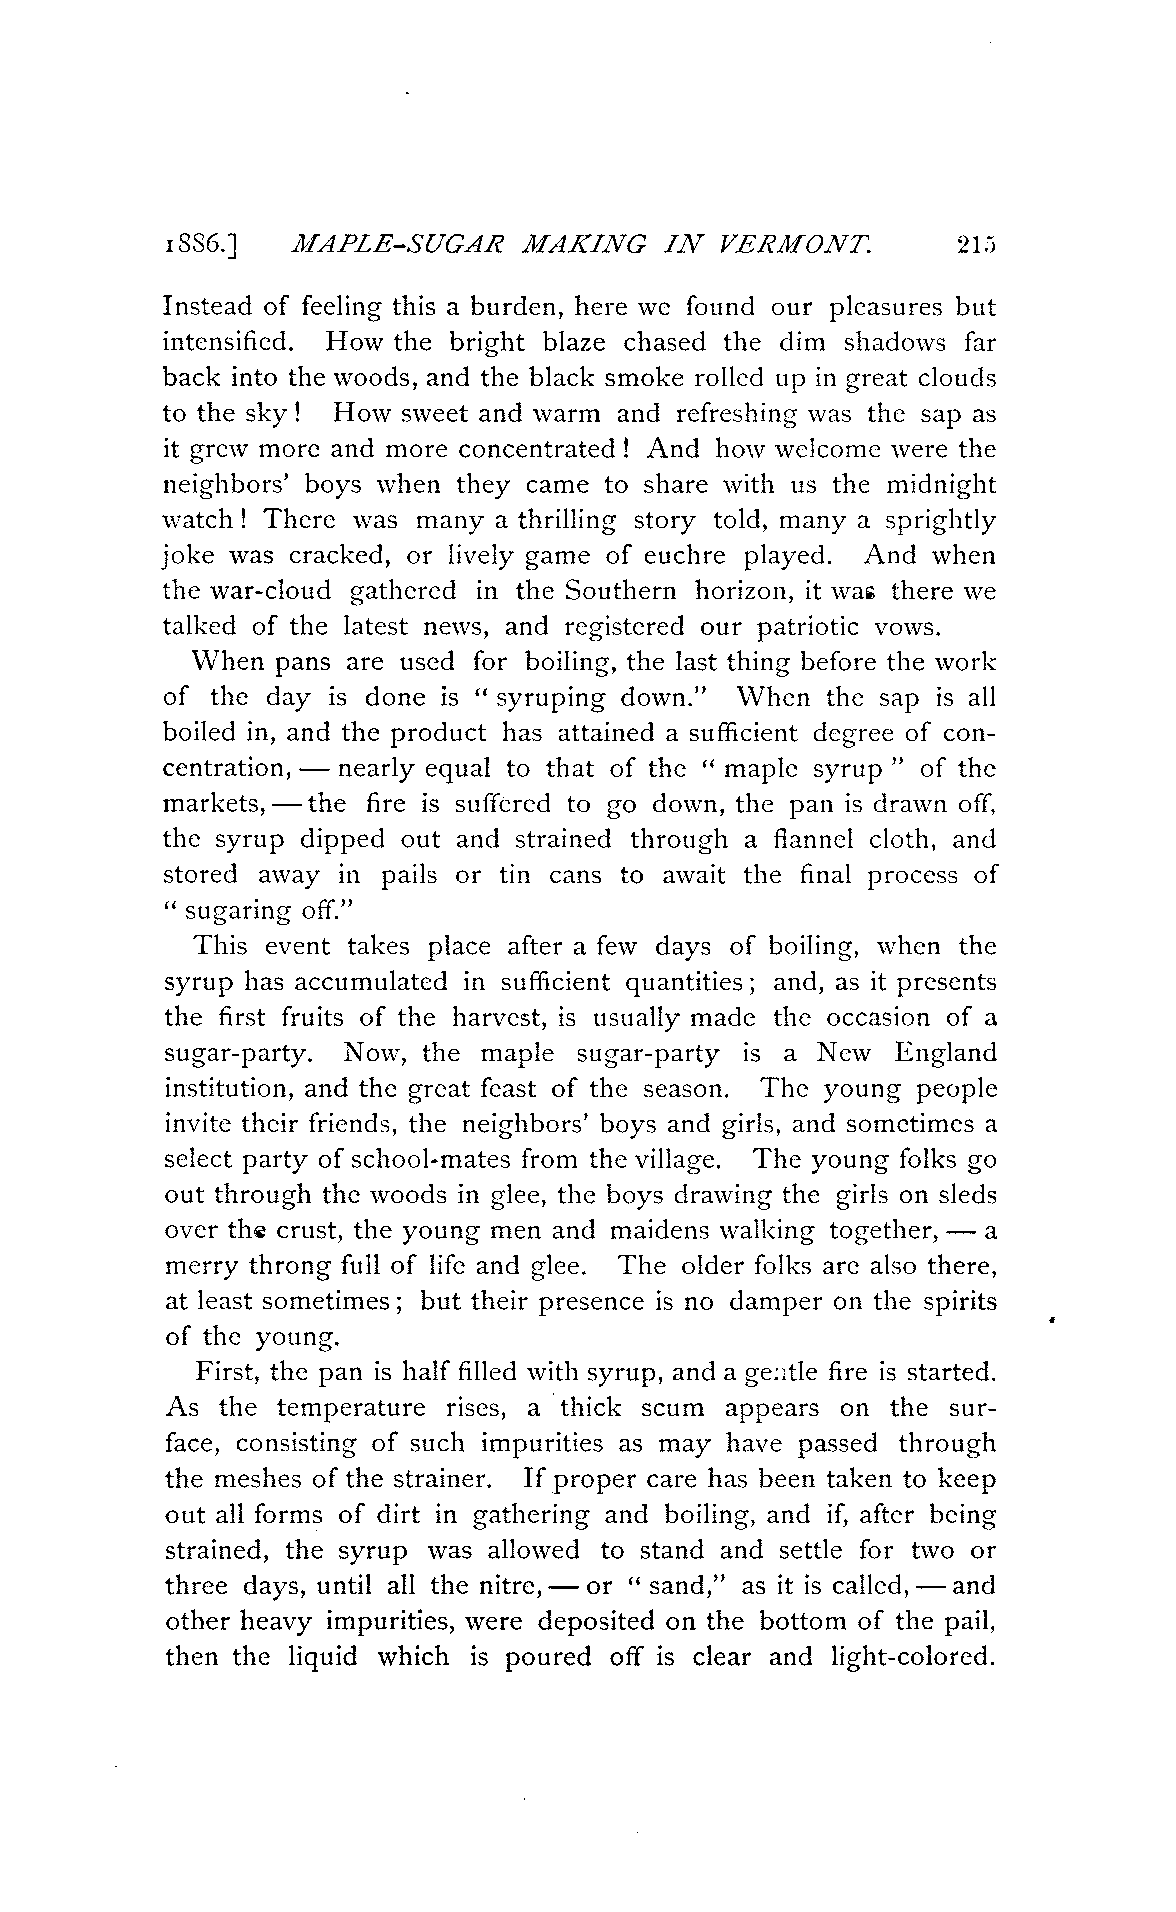 1886.] MAPLE-SUGAR MAKING IN VERMONT. 215
Instead of feeling this a burden, here we found our pleasures but
intensified. How the bright blaze chased the dim shadows far
back into the woods, and the black smoke rolled up in great clouds
to the sky! How sweet and warm and refreshing was the sap as
it grew more and more concentrated! And how welcome were the
neighbors' boys when they came to share with us the midnight
watch! There was many a thrilling story told, many a sprightly
joke was cracked, or lively game of euchre played. And when
the war-cloud gathered in the Southern horizon, it was there we
talked of the latest news, and registered our patriotic vows.
When pans are used for boiling, the last thing before the work
of the day is done is "syruping down." When the sap is all
boiled in, and the product has attained a sufficient degree of con-
centration, — nearly equal to that of the "maple syrup" of the
markets, — the fire is suffered to go down, the pan is drawn off,
the syrup dipped out and strained through a flannel cloth, and
stored away in pails or tin cans to await the final process of
"sugaring off."
This event takes place after a few days of boiling, when the
syrup has accumulated in sufficient quantities; and, as it presents
the first fruits of the harvest, is usually made the occasion of a
sugar-party. Now, the maple sugar-party is a New England
institution, and the great feast of the season. The young people
invite their friends, the neighbors' boys and girls, and sometimes a
select party of school-mates from the village. The young folks go
out through the woods in glee, the boys drawing the girls on sleds
over the crust, the young men and maidens walking together, — a
merry throng full of life and glee. The older folks are also there,
at least sometimes; but their presence is no damper on the spirits
of the young.
First, the pan is half filled with syrup, and a gentle fire is started.
As the temperature rises, a thick scum appears on the sur-
face, consisting of such impurities as may have passed through
the meshes of the strainer. If proper care has been taken to keep
out all forms of dirt in gathering and boiling, and if, after being
strained, the syrup was allowed to stand and settle for two or
three days, until all the nitre, — or "sand," as it is called, — and
other heavy impurities, were deposited on the bottom of the pail,
then the liquid which is poured off is clear and light-colored.